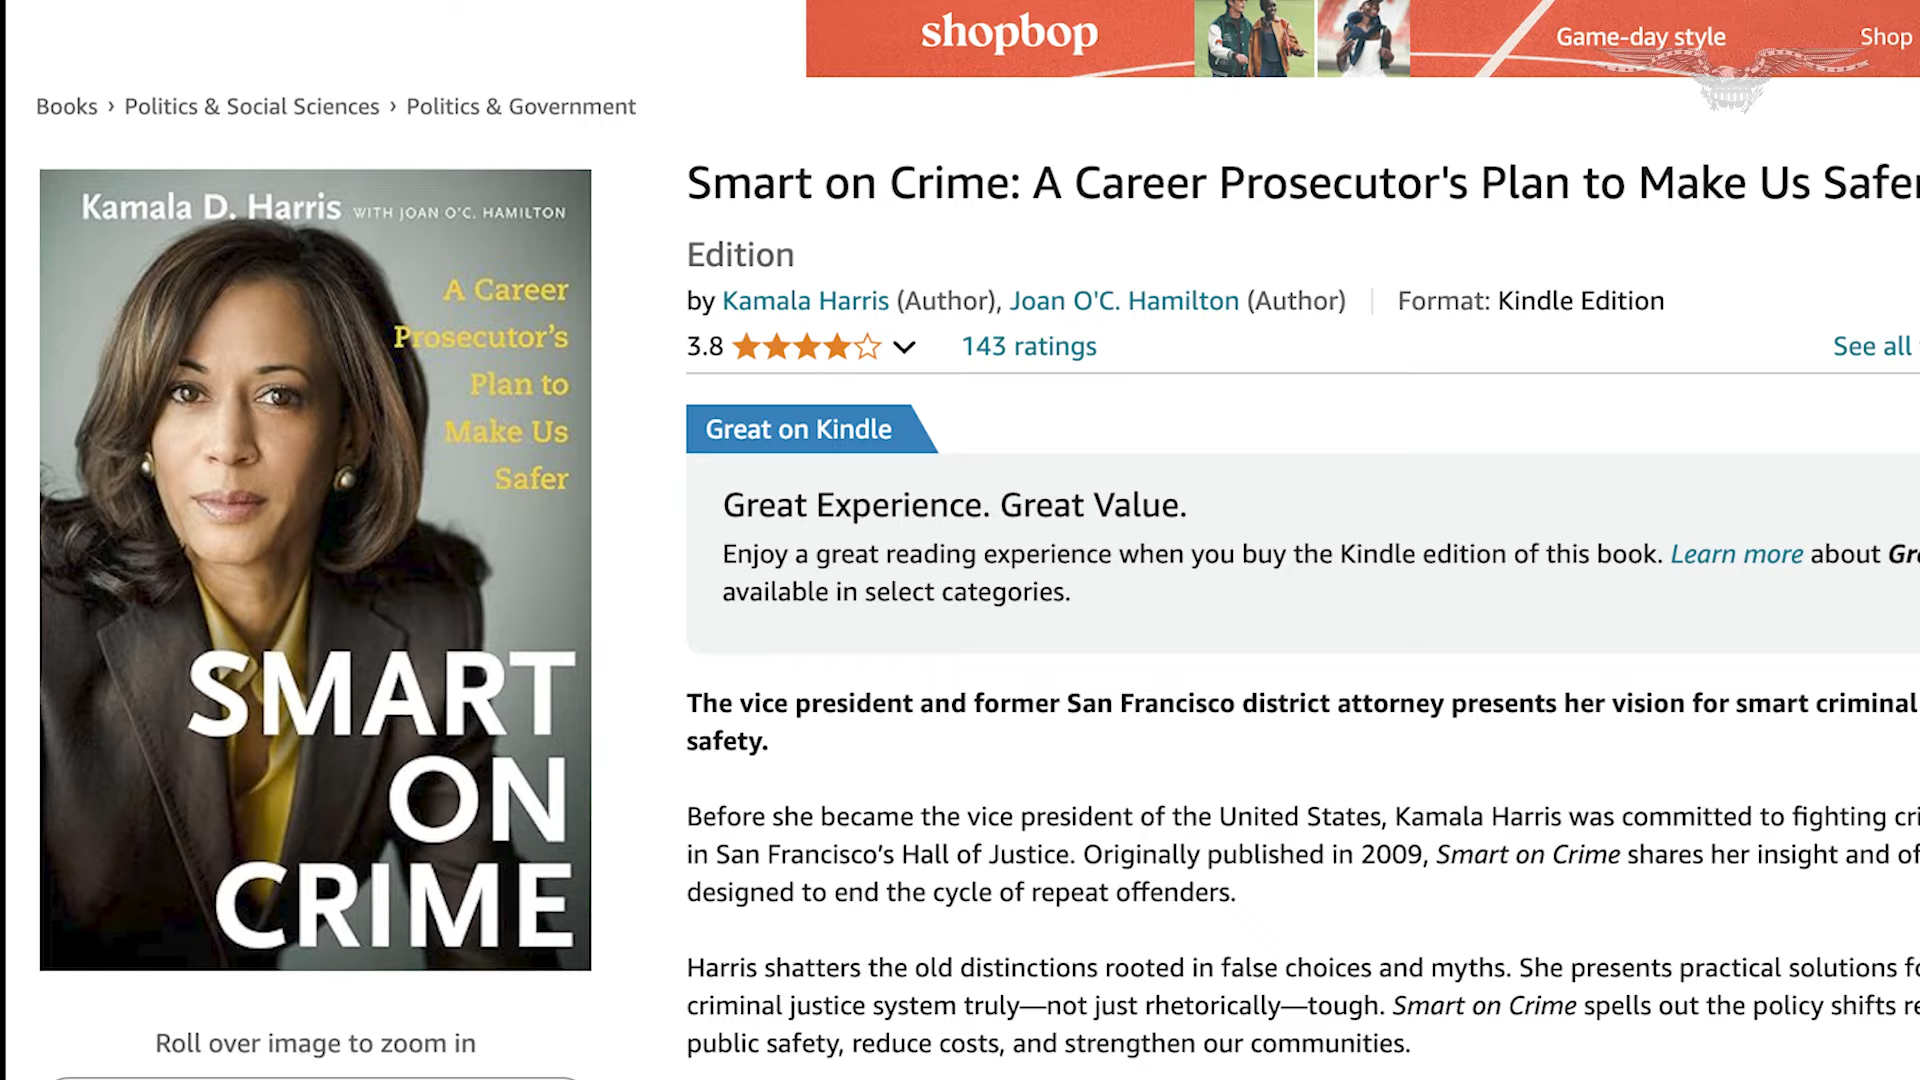 shopbop
Game-day style
Shop
Books › Politics & Social Sciences › Politics & Government
Kamala D. Harris WITH JOAN O'C. HAMILTON
A Career
Prosecutor's
Plan to
Make Us
Safer
SMART
ON
CRIME
Roll over image to zoom in
Smart on Crime: A Career Prosecutor's Plan to Make Us Safer
Edition
by Kamala Harris (Author), Joan O'C. Hamilton (Author) | Format: Kindle Edition
3.8 143 ratings
See all
Great on Kindle
Great Experience. Great Value.
Enjoy a great reading experience when you buy the Kindle edition of this book. Learn more about
available in select categories.
The vice president and former San Francisco district attorney presents her vision for smart criminal
safety.
Before she became the vice president of the United States, Kamala Harris was committed to fighting
in San Francisco’s Hall of Justice. Originally published in 2009, Smart on Crime shares her insight and
designed to end the cycle of repeat offenders.
Harris shatters the old distinctions rooted in false choices and myths. She presents practical solutions
criminal justice system truly—not just rhetorically—tough. Smart on Crime spells out the policy shifts
public safety, reduce costs, and strengthen our communities.